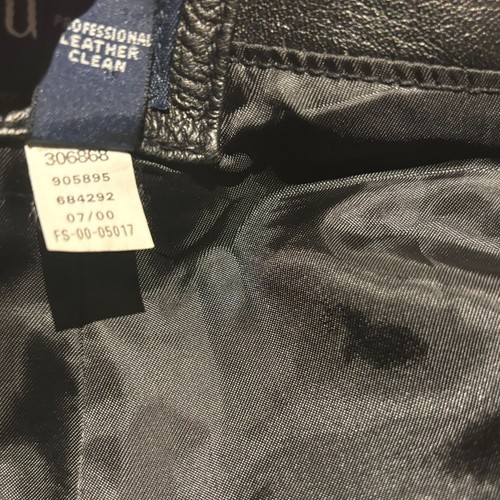 u
PROFESSIONAL
LEATHER
CLEAN
306868
905895
684292
07/00
FS-00-05017